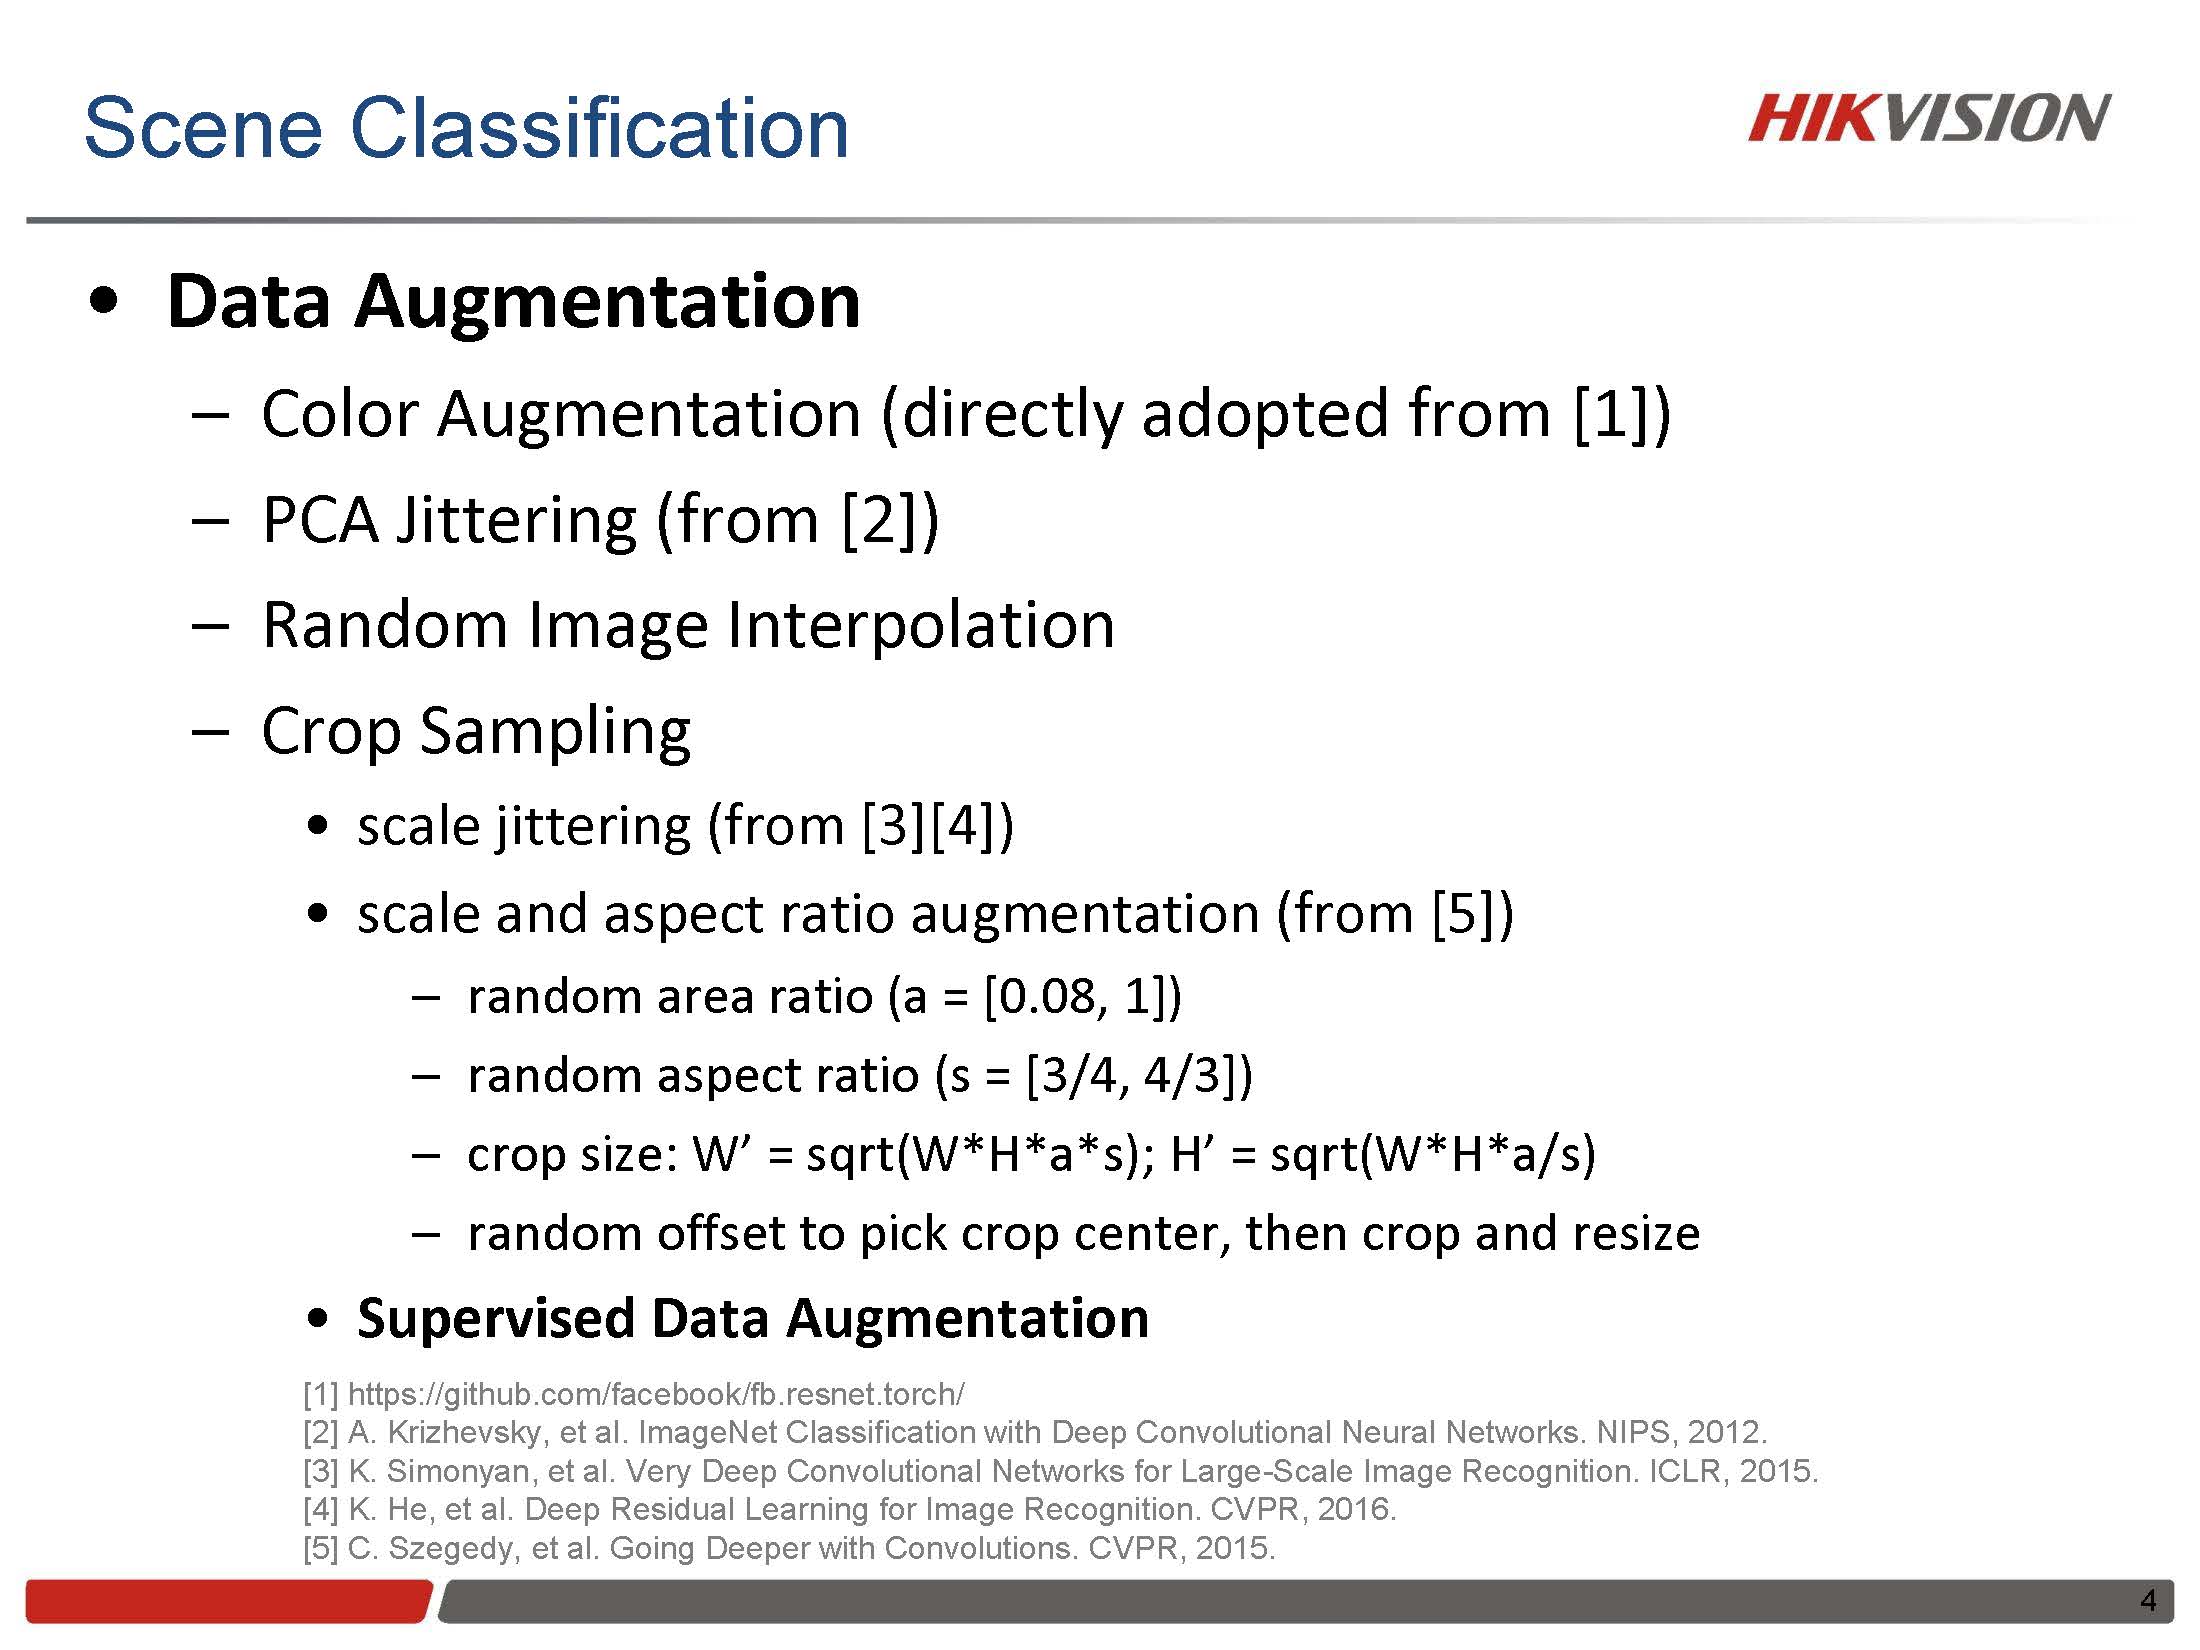 Scene Classification
HIKVISION
• Data Augmentation
– Color Augmentation (directly adopted from [1])
– PCA Jittering (from [2])
– Random Image Interpolation
– Crop Sampling
• scale jittering (from [3][4])
• scale and aspect ratio augmentation (from [5])
– random area ratio (a = [0.08, 1])
– random aspect ratio (s = [3/4, 4/3])
– crop size: W’ = sqrt(W*H*a*s); H’ = sqrt(W*H*a/s)
– random offset to pick crop center, then crop and resize
• Supervised Data Augmentation
[1] https://github.com/facebook/fb.resnet.torch/
[2] A. Krizhevsky, et al. ImageNet Classification with Deep Convolutional Neural Networks. NIPS, 2012.
[3] K. Simonyan, et al. Very Deep Convolutional Networks for Large-Scale Image Recognition. ICLR, 2015.
[4] K. He, et al. Deep Residual Learning for Image Recognition. CVPR, 2016.
[5] C. Szegedy, et al. Going Deeper with Convolutions. CVPR, 2015.
4